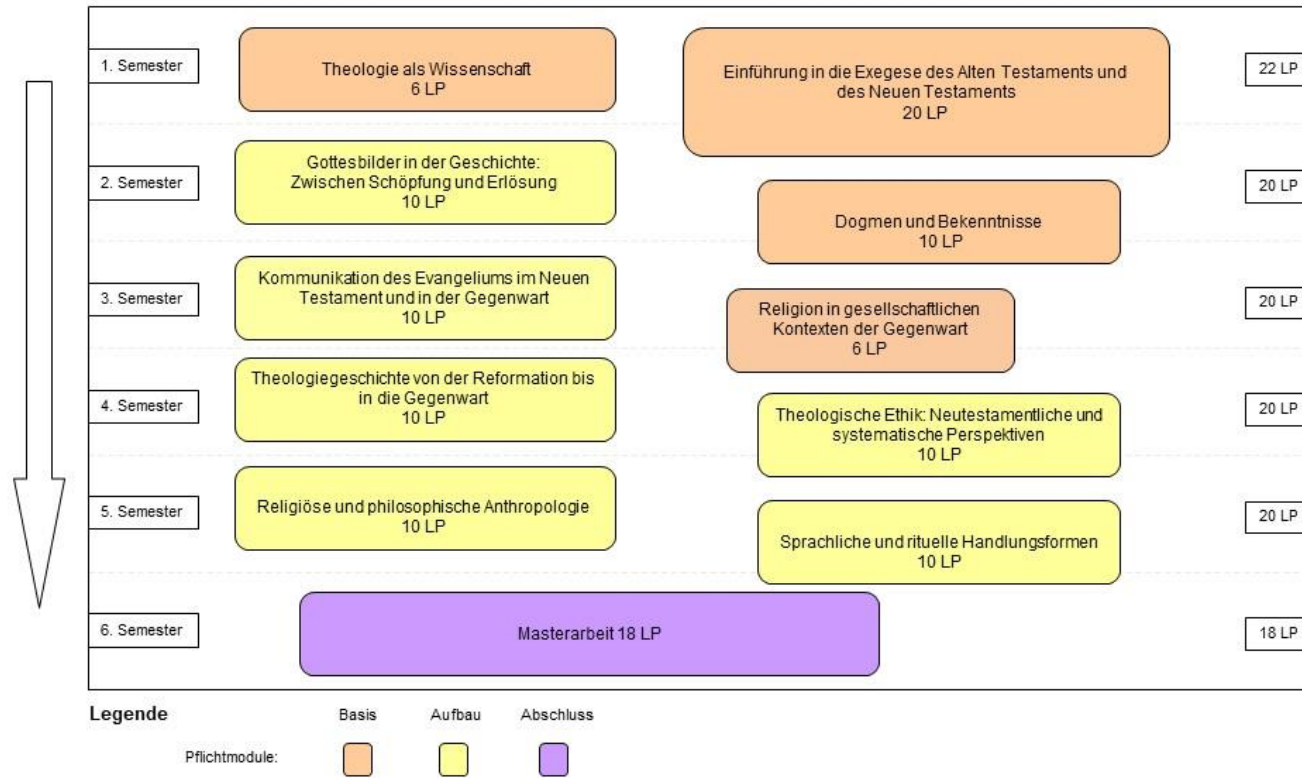 1. Semester
Theologie als Wissenschaft
6 LP
Einführung in die Exegese des Alten Testaments und
des Neuen Testaments
20 LP
22 LP
2. Semester
Gottesbilder in der Geschichte:
Zwischen Schöpfung und Erlösung
10 LP
Dogmen und Bekenntnisse
10 LP
20 LP
3. Semester
Kommunikation des Evangeliums im Neuen
Testament und in der Gegenwart
10 LP
Religion in gesellschaftlichen
Kontexten der Gegenwart
6 LP
20 LP
4. Semester
Theologiegeschichte von der Reformation bis
in die Gegenwart
10 LP
Theologische Ethik: Neutestamentliche und
systematische Perspektiven
10 LP
20 LP
5. Semester
Religiöse und philosophische Anthropologie
10 LP
Sprachliche und rituelle Handlungsformen
10 LP
20 LP
6. Semester
Masterarbeit 18 LP
18 LP
Legende
Basis
Aufbau
Abschluss
Pflichtmodule: